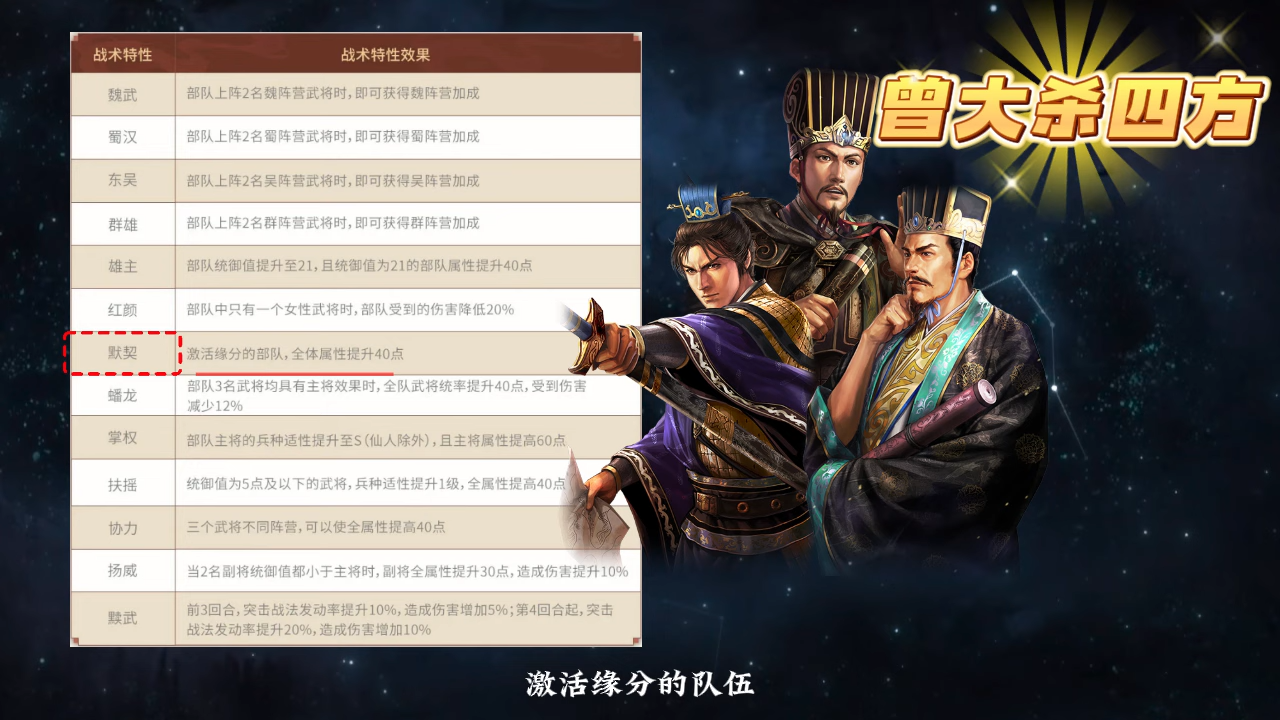 战术特性 战术特性效果
魏武 部队上阵2名魏阵营武将时,即可获得魏阵营加成
蜀汉 部队上阵2名蜀阵营武将时,即可获得蜀阵营加成
东吴 部队上阵2名吴阵营武将时,即可获得吴阵营加成
群雄 部队上阵2名群阵营武将时,即可获得群阵营加成
雄主 部队统御值提升至21,且统御值为21的部队属性提升40点
红颜 部队中只有一个女性武将时,部队受到的伤害降低20%
默契 激活缘分的部队,全体属性提升40点
蟠龙 部队3名武将均具有主将效果时,全队武将统率提升40点,受到伤害
减少12%
掌权 部队主将的兵种适性提升至S(仙人除外),且主将属性提高60点
扶摇 统御值为5点及以下的武将,兵种适性提升1级,全属性提高40点
协力 三个武将不同阵营,可以使全属性提高40点
扬威 当2名副将统御值都小于主将时,副将全属性提升30点,造成伤害提升10%
黩武 前3回合,突击战法发动率提升10%,造成伤害增加5%;第4回合起,突击
战法发动率提升20%,造成伤害增加10%
曾大杀四方
激活缘分的队伍